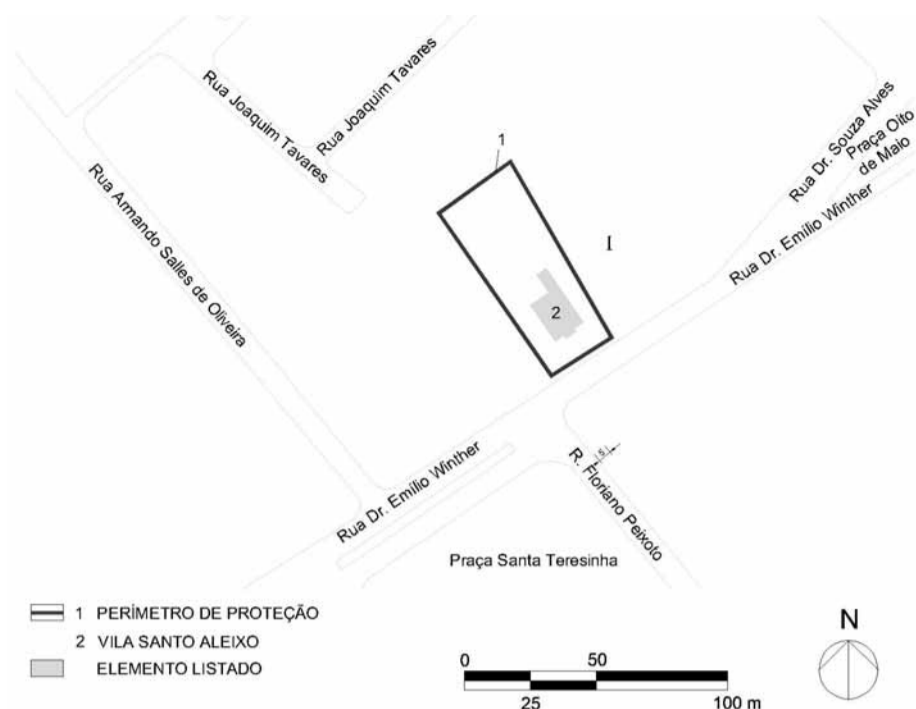 Rua Joaquim Tavares
Rua Joaquim Tavares
1
Rua Dr. Souza Alves
Praça Oito
de Maio
Rua Armando Salles de Oliveira
I
Rua Dr. Emílio Winther
2
Rua Dr. Emílio Winther
5
R. Floriano Peixoto
Praça Santa Teresinha
1 PERÍMETRO DE PROTEÇÃO
2 VILA SANTO ALEIXO
ELEMENTO LISTADO
0 50
25 100 m
N